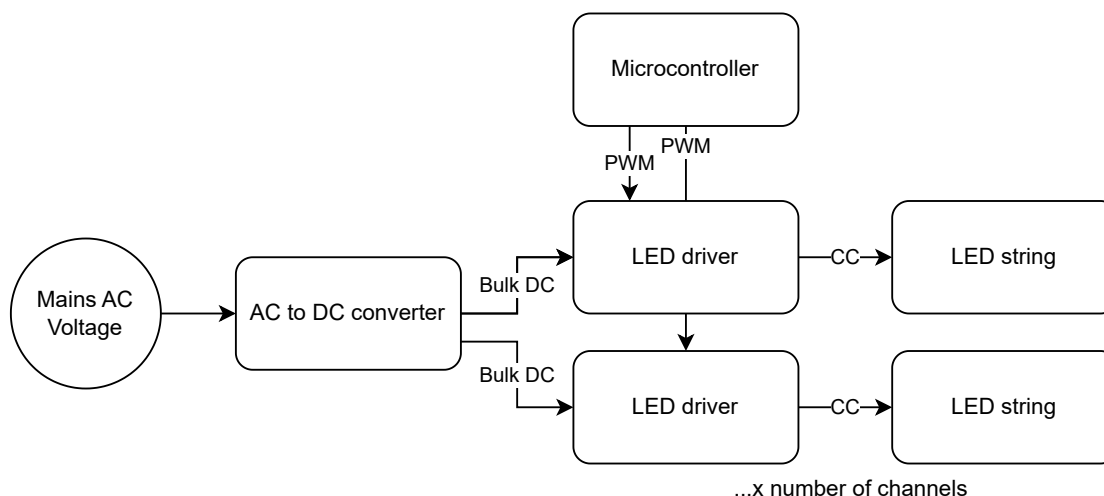 Microcontroller
PWM
PWM
LED driver
CC
LED string
Mains AC
Voltage
AC to DC converter
Bulk DC
Bulk DC
LED driver
CC
LED string
...x number of channels